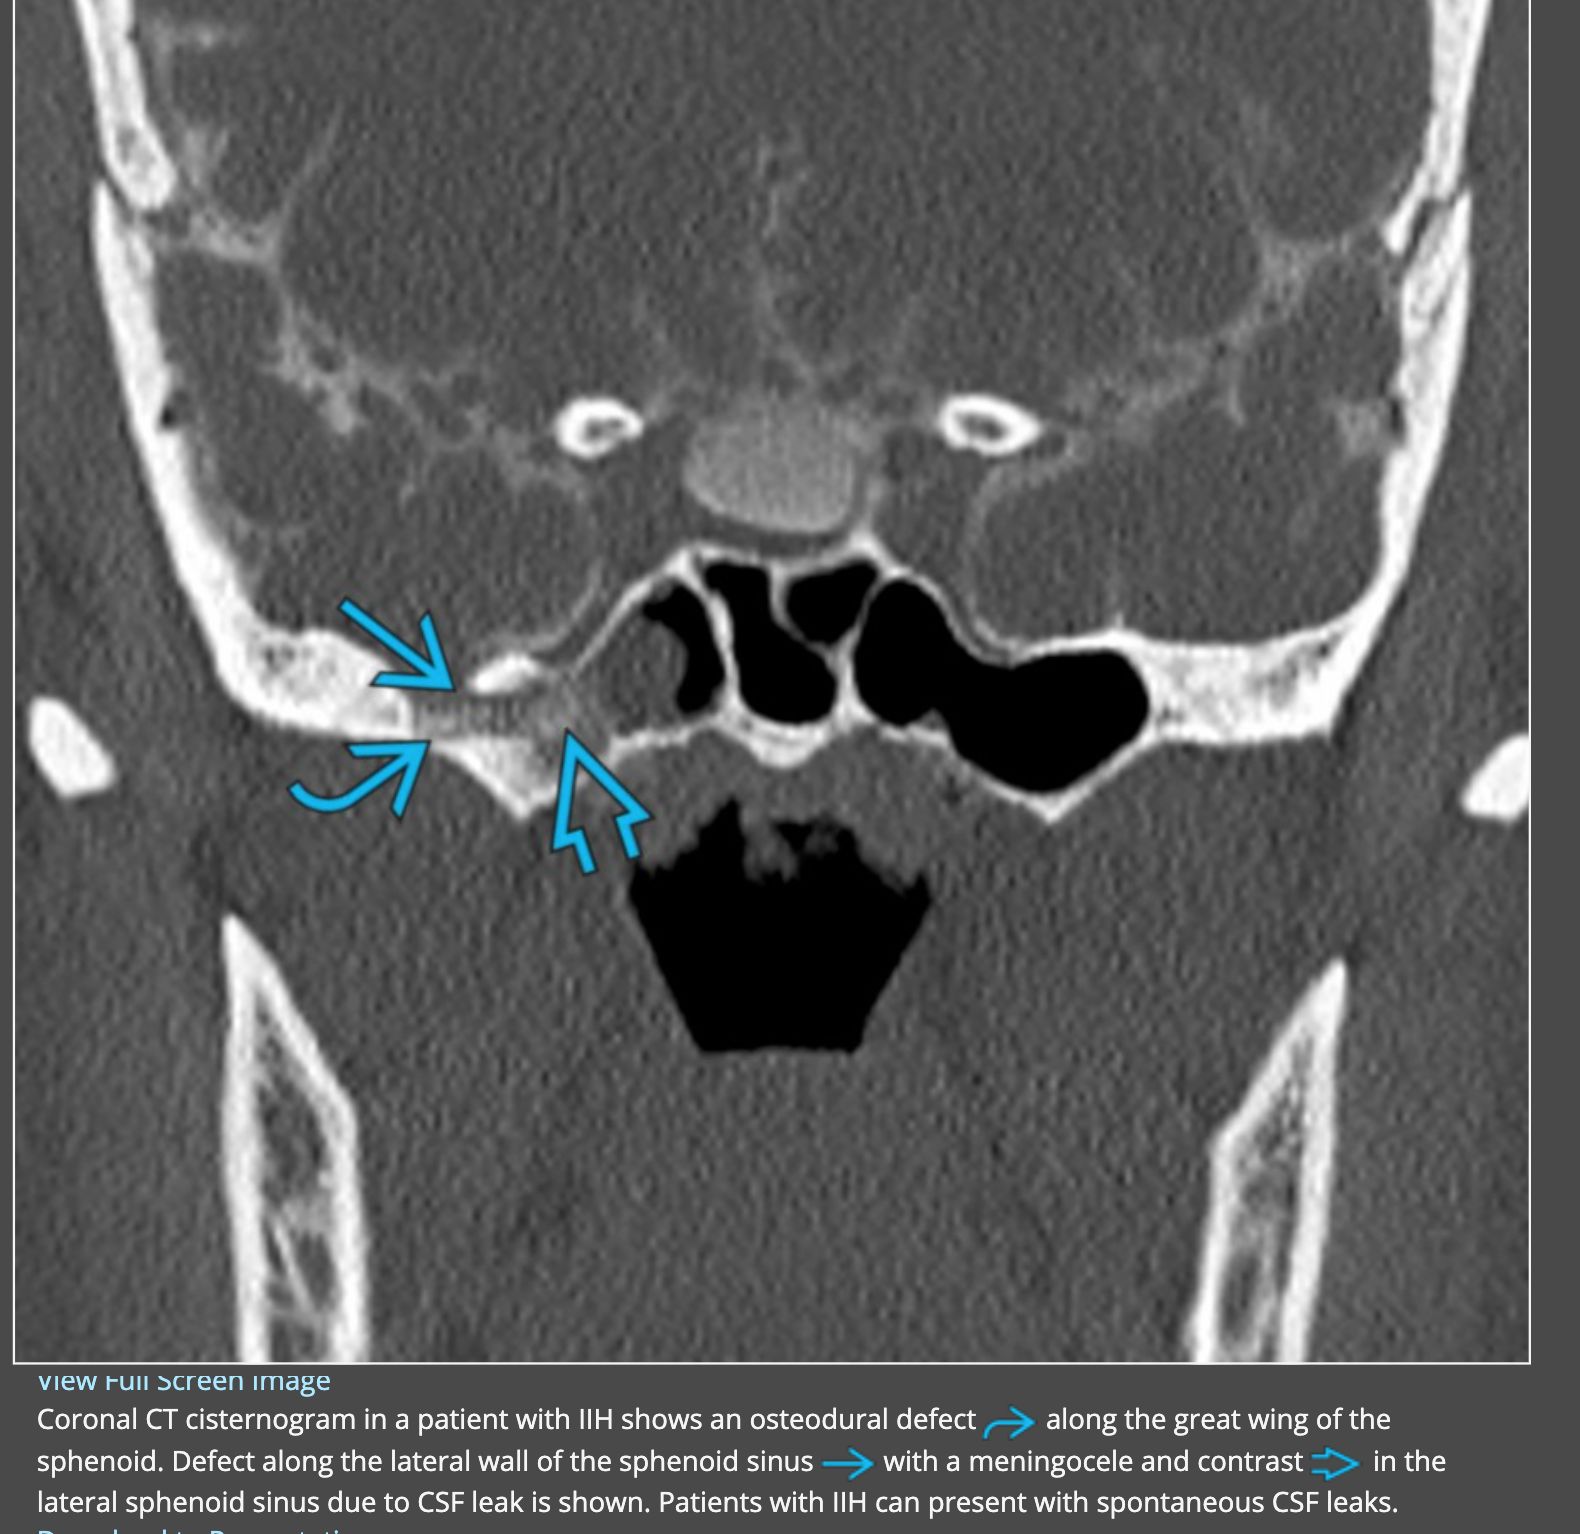 View Full Screen Image
Coronal CT cisternogram in a patient with IIH shows an osteodural defect along the great wing of the
sphenoid. Defect along the lateral wall of the sphenoid sinus with a meningocele and contrast in the
lateral sphenoid sinus due to CSF leak is shown. Patients with IIH can present with spontaneous CSF leaks.